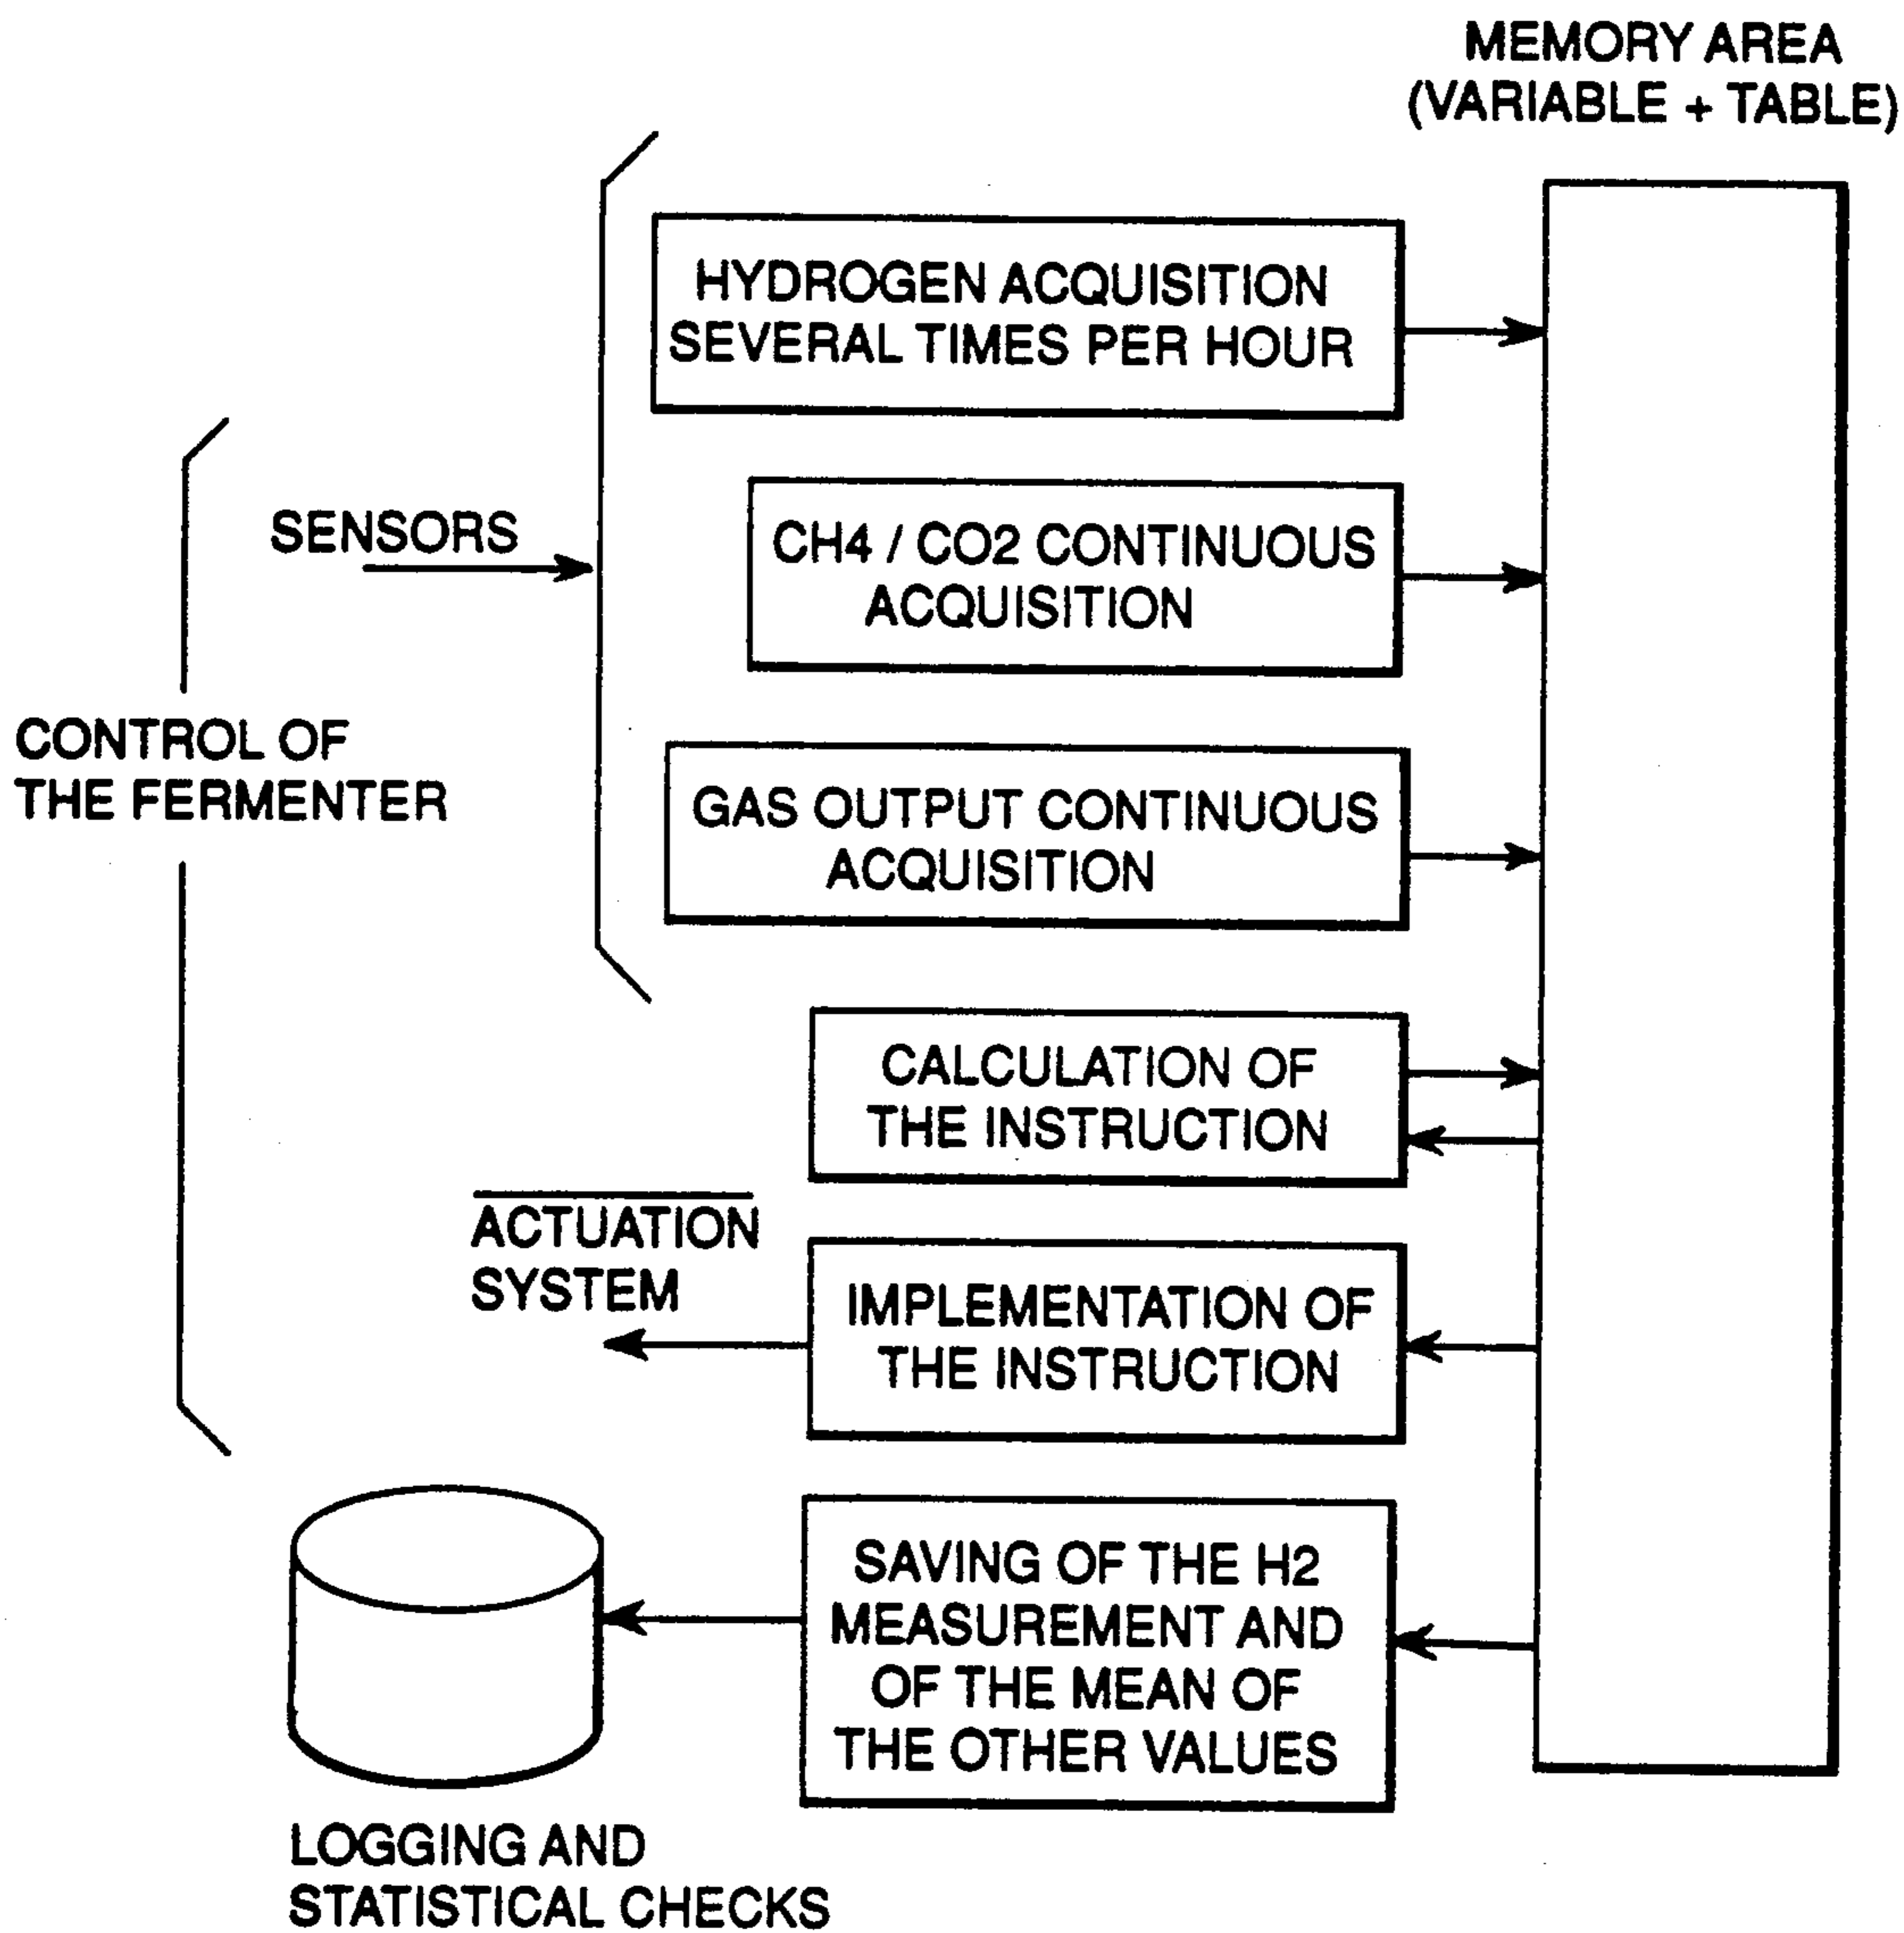 MEMORY AREA
(VARIABLE + TABLE)
HYDROGEN ACQUISITION
SEVERAL TIMES PER HOUR
SENSORS
CH4 / CO2 CONTINUOUS
ACQUISITION
CONTROL OF
THE FERMENTER
GAS OUTPUT CONTINUOUS
ACQUISITION
CALCULATION OF
THE INSTRUCTION
ACTUATION
SYSTEM
IMPLEMENTATION OF
THE INSTRUCTION
SAVING OF THE H2
MEASUREMENT AND
OF THE MEAN OF
THE OTHER VALUES
LOGGING AND
STATISTICAL CHECKS